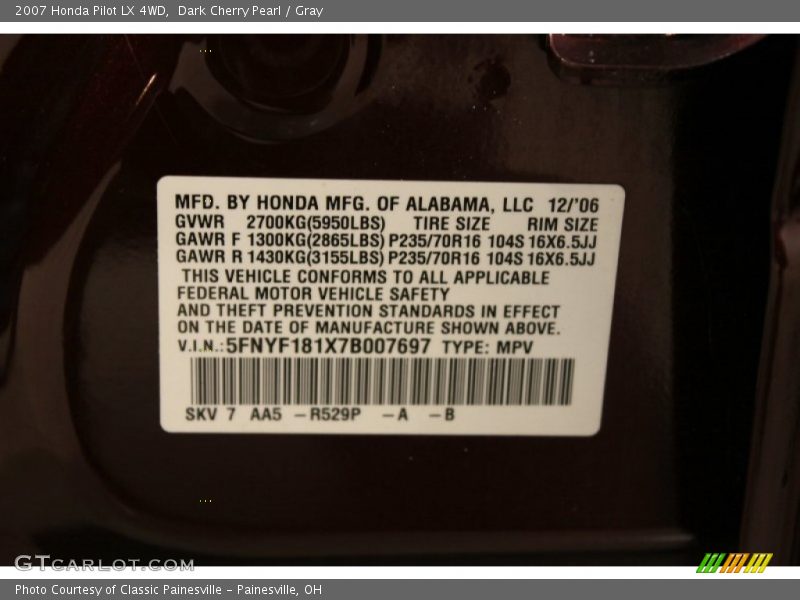 2007 Honda Pilot LX 4WD, Dark Cherry Pearl / Gray
MFD. BY HONDA MFG. OF ALABAMA, LLC 12/'06
GVWR 2700KG(5950LBS) TIRE SIZE RIM SIZE
GAWR F 1300KG(2865LBS) P235/70R16 104S 16X6.5JJ
GAWR R 1430KG(3155LBS) P235/70R16 104S 16X6.5JJ
THIS VEHICLE CONFORMS TO ALL APPLICABLE
FEDERAL MOTOR VEHICLE SAFETY
AND THEFT PREVENTION STANDARDS IN EFFECT
ON THE DATE OF MANUFACTURE SHOWN ABOVE.
V.I.N.: 5FNYF181X7B007697 TYPE: MPV
SKV 7 AA5 – R529P – A – B
GTCARLOT.COM
Photo Courtesy of Classic Painesville – Painesville, OH